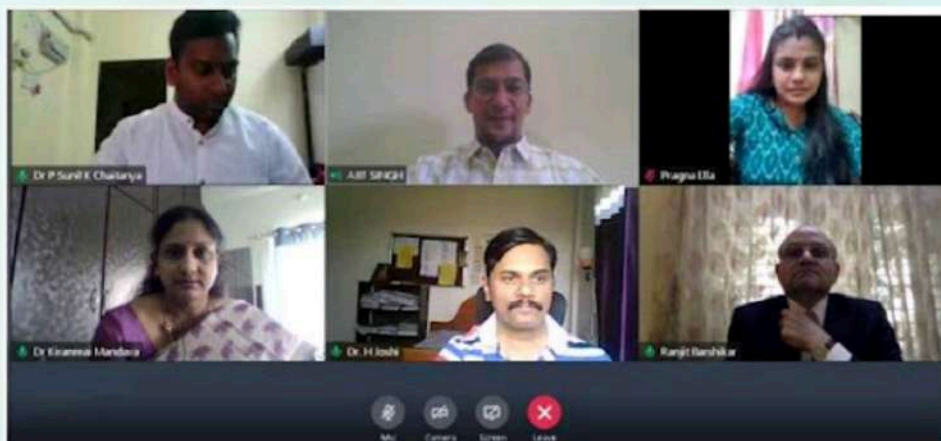 Dr P Sunil K Chaitanya
AJIT SINGH
Pragna Ella
Dr Kiranmai Mandava
Dr. H Joshi
Ranjit Barshikar
Mic
Camera
Screen
Leave